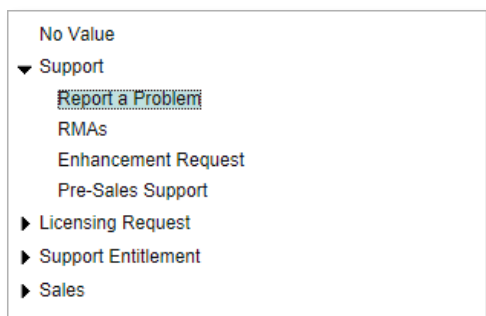 No Value
Support
Report a Problem
RMAs
Enhancement Request
Pre-Sales Support
Licensing Request
Support Entitlement
Sales